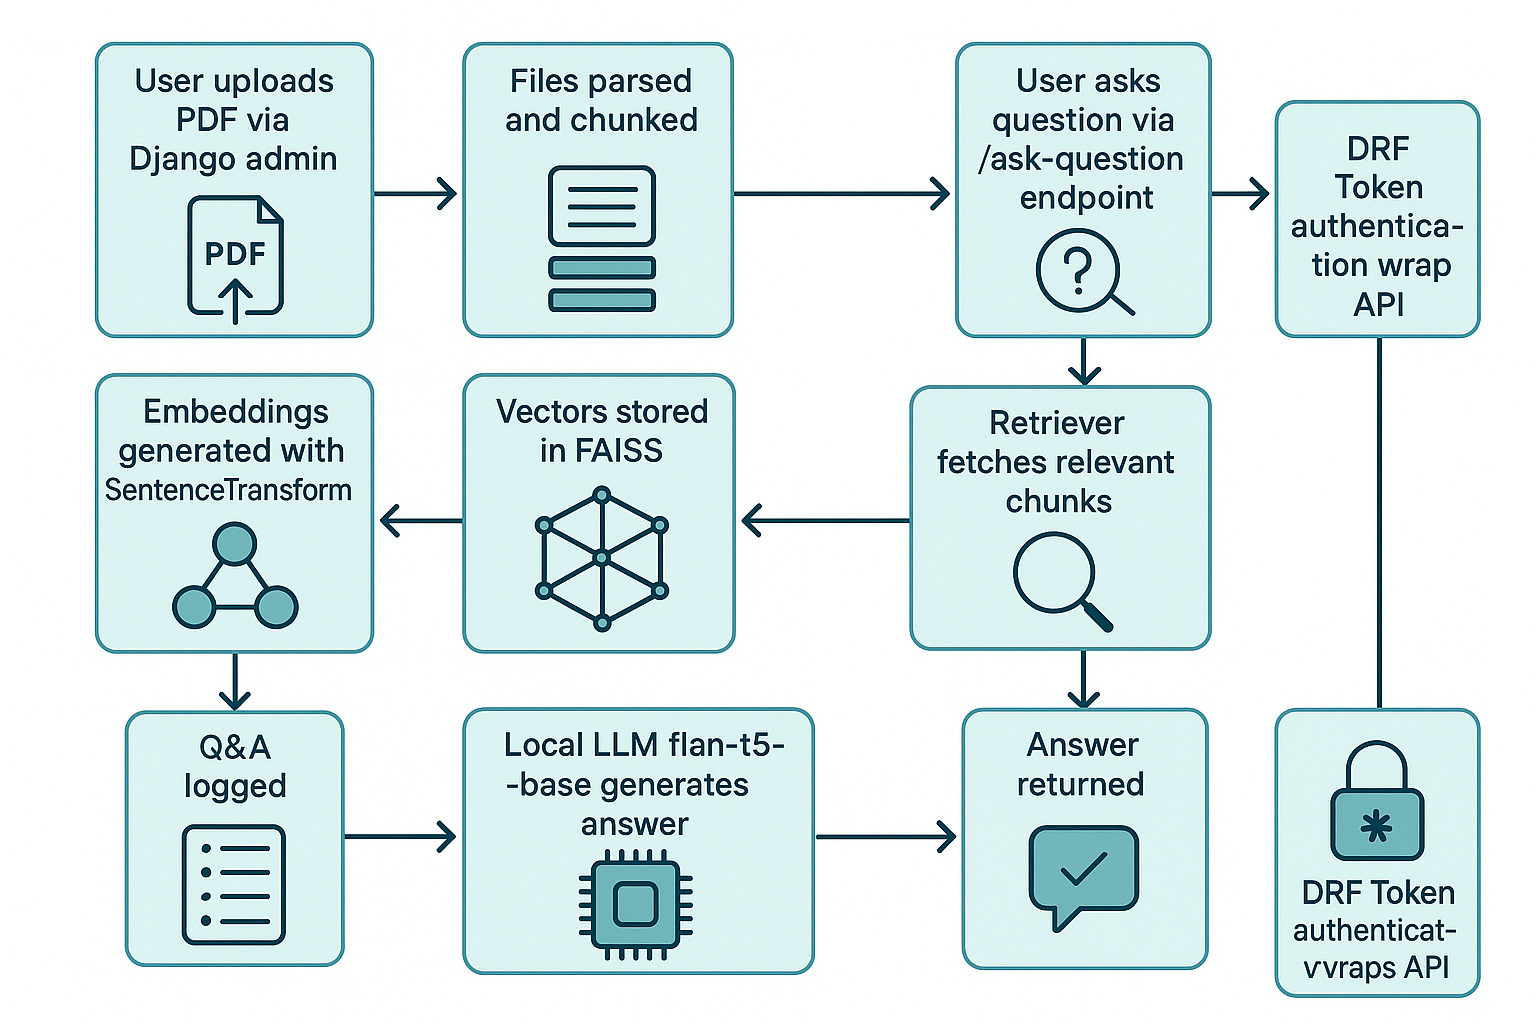 User uploads
PDF via
Django admin
PDF
Files parsed
and chunked
User asks
question via
/ask-question
endpoint
?
DRF
Token
authentica-
tion wrap
API
Embeddings
generated with
SentenceTransform
Vectors stored
in FAISS
Retriever
fetches relevant
chunks
Q&A
logged
Local LLM flan-t5-
-base generates
answer
Answer
returned
*
DRF Token
authenticat-
vvraps API